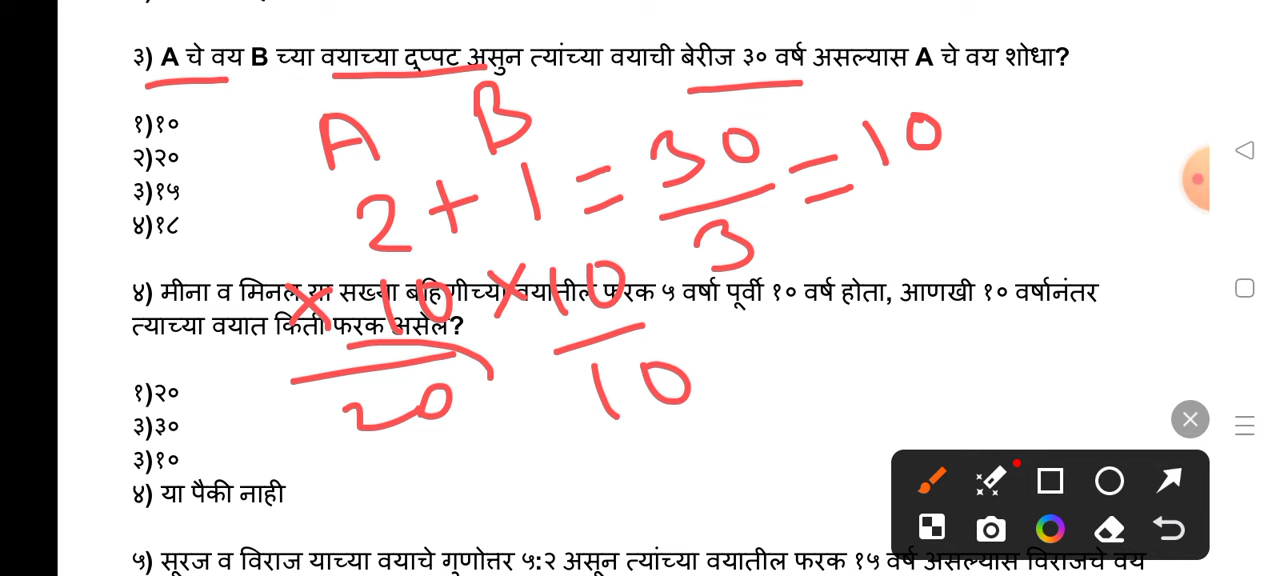 ३) A चे वय B च्या वयाच्या दुप्पट असुन त्यांच्या वयाची बेरीज ३० वर्ष असल्यास A चे वय शोधा?
१)१०
२)२०
३)१५
४)१८
A B
2 + 1 = 30/3 = 10
×10 ×10
20 10
४) मीना व मिनल या सख्या बहिणीच्या वयातील फरक ५ वर्षा पूर्वी १० वर्ष होता, आणखी १० वर्षानंतर
त्याच्या वयात किती फरक असेल?
१)२०
३)३०
३)१०
४) या पैकी नाही
५) सूरज व विराज याच्या वयाचे गुणोत्तर ५:२ असून त्यांच्या वयातील फरक १५ वर्ष असल्यास विराजचे वय